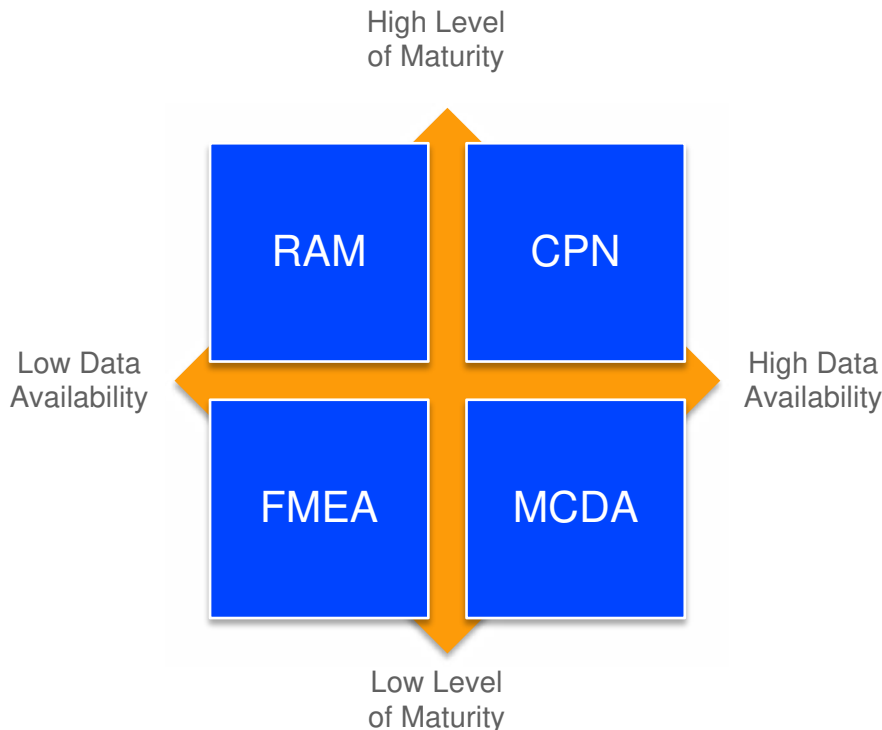 High Level
of Maturity
RAM
CPN
Low Data
Availability
High Data
Availability
FMEA
MCDA
Low Level
of Maturity